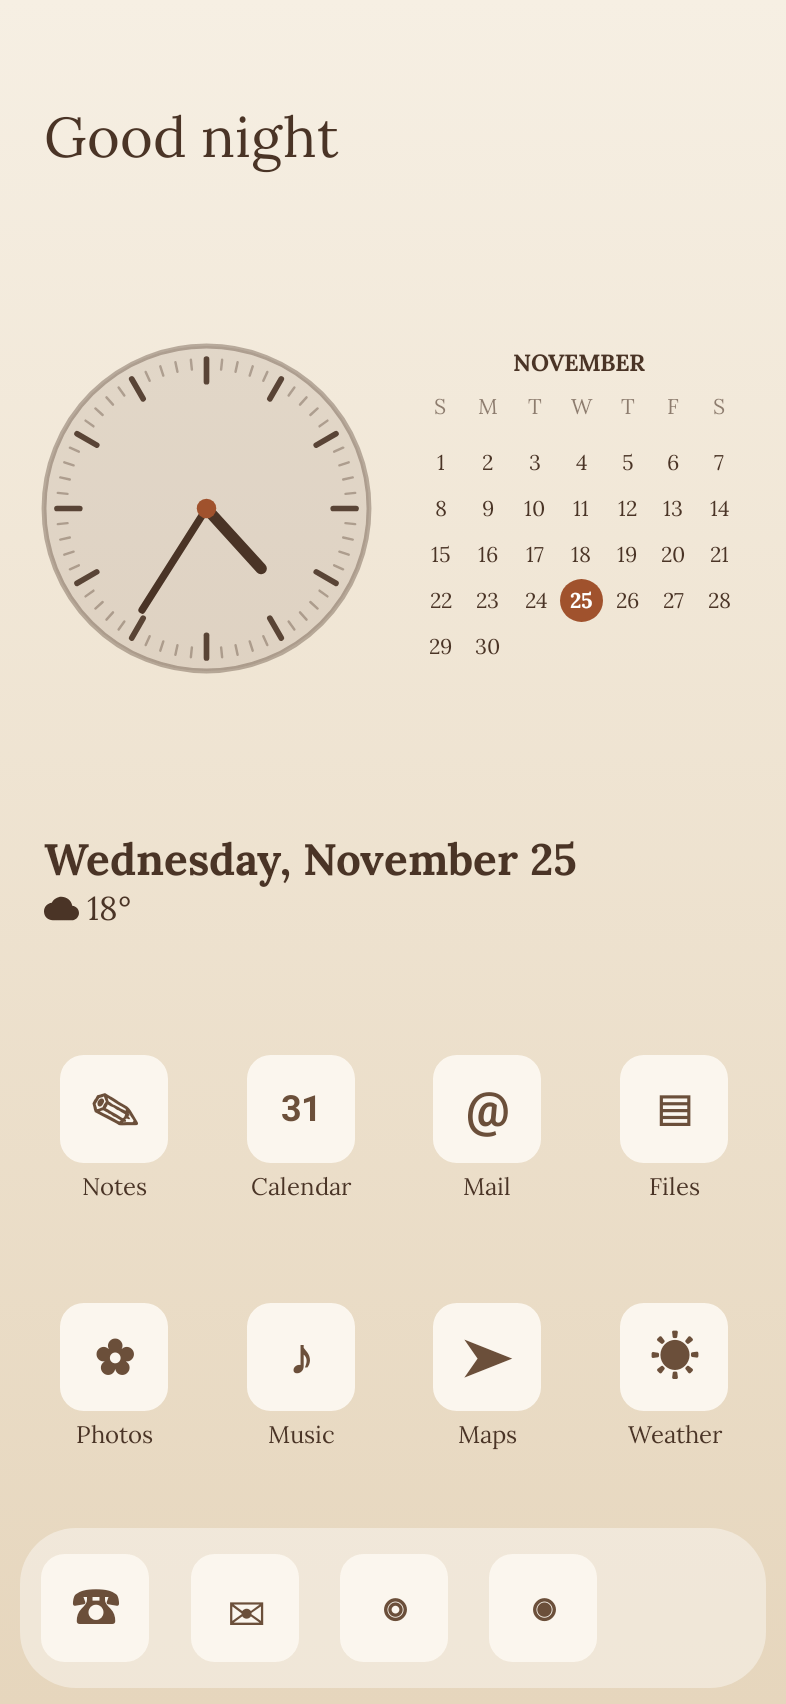 Good night
NOVEMBER
S M T W T F S
1 2 3 4 5 6 7
8 9 10 11 12 13 14
15 16 17 18 19 20 21
22 23 24 25 26 27 28
29 30
Wednesday, November 25
18°
31 @
Notes Calendar Mail Files
Photos Music Maps Weather